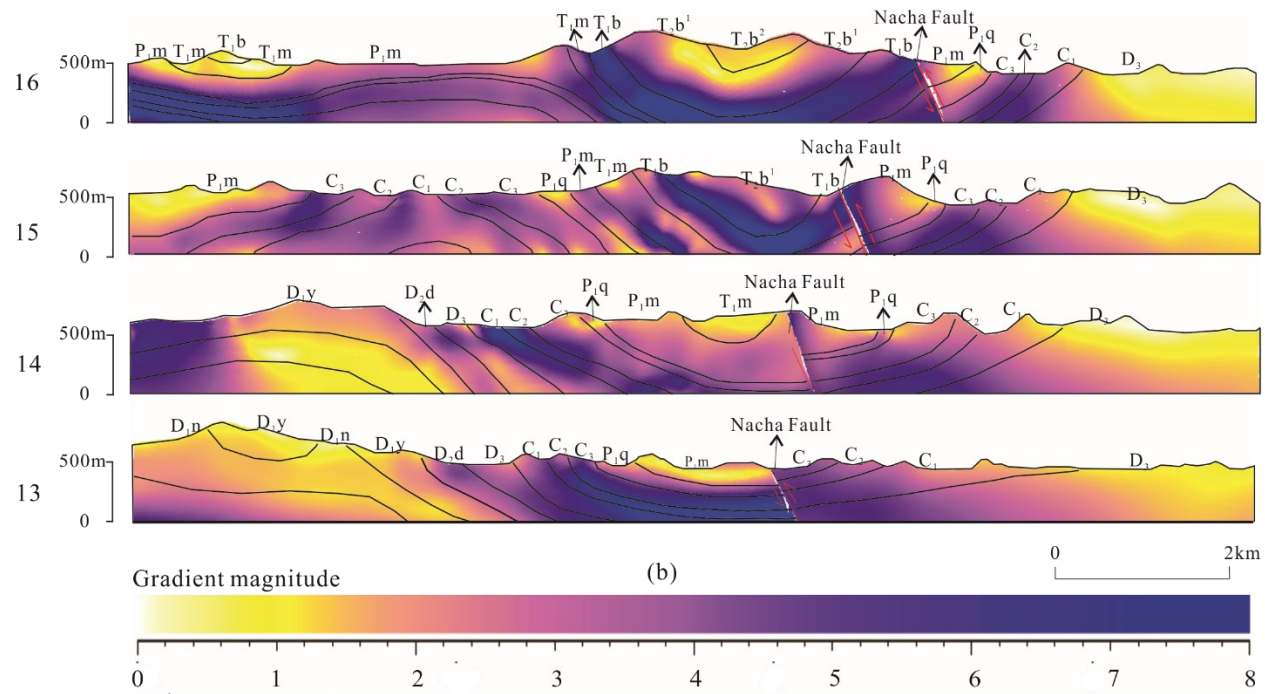 Nacha Fault
T₁m T₁b T₂b¹ T₂b² T₂b¹ T₁b P₁m P₁q C₂ C₃ C₁ D₃
P₁m T₁m T₁b T₁m P₁m
16
500m
0
Nacha Fault
P₁m C₃ C₂ C₁ C₂ C₃ P₁q P₁m T₁m T₁b T₂b¹ T₁b P₁m P₁q C₃ C₂ C₁ D₃
15
500m
0
Nacha Fault
D₁y D₂d D₃ C₁ C₂ C₃ P₁q P₁m T₁m P₁m P₁q C₃ C₂ C₁ D₃
14
500m
0
Nacha Fault
D₁n D₁y D₁n D₁y D₂d D₃ C₁ C₂ C₃ P₁q P₁m C₃ C₂ C₁ D₃
13
500m
0
0 2km
Gradient magnitude
(b)
0 1 2 3 4 5 6 7 8